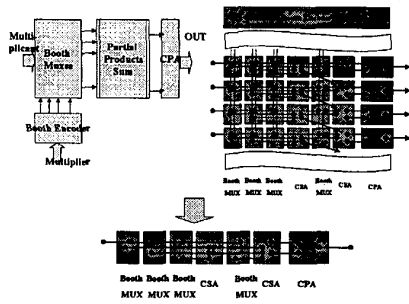 Multi
plicant
Booth
Muxes
Partial
Products
Sum
CPA
OUT
Booth Encoder
Multiplier
Booth
MUX
Booth
MUX
Booth
MUX
CSA
Booth
MUX
CSA
CPA
Booth
MUX
Booth
MUX
Booth
MUX
CSA
Booth
MUX
CSA
CPA